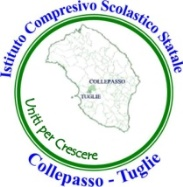 Istituto Compresivo Scolastico Statale
COLLEPASSO
TUGLIE
Uniti per Crescere
Collepasso - Tuglie